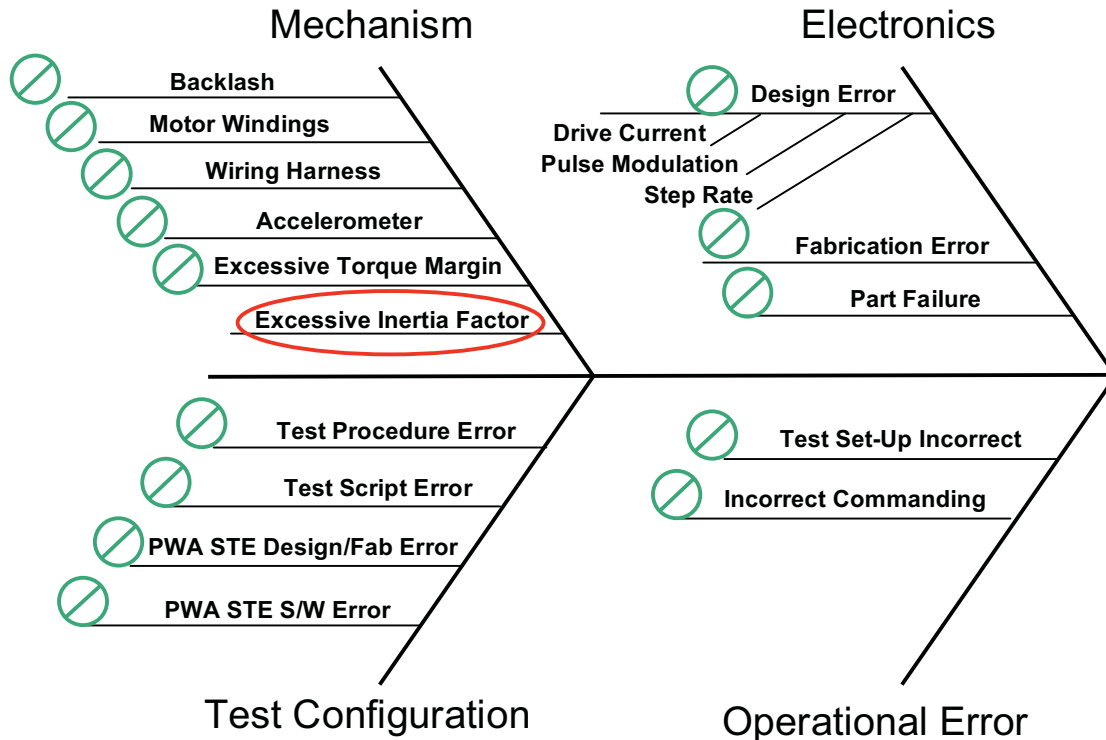 Mechanism
Backlash
Motor Windings
Wiring Harness
Accelerometer
Excessive Torque Margin
Excessive Inertia Factor
Electronics
Design Error
Drive Current
Pulse Modulation
Step Rate
Fabrication Error
Part Failure
Test Procedure Error
Test Script Error
PWA STE Design/Fab Error
PWA STE S/W Error
Test Configuration
Test Set-Up Incorrect
Incorrect Commanding
Operational Error